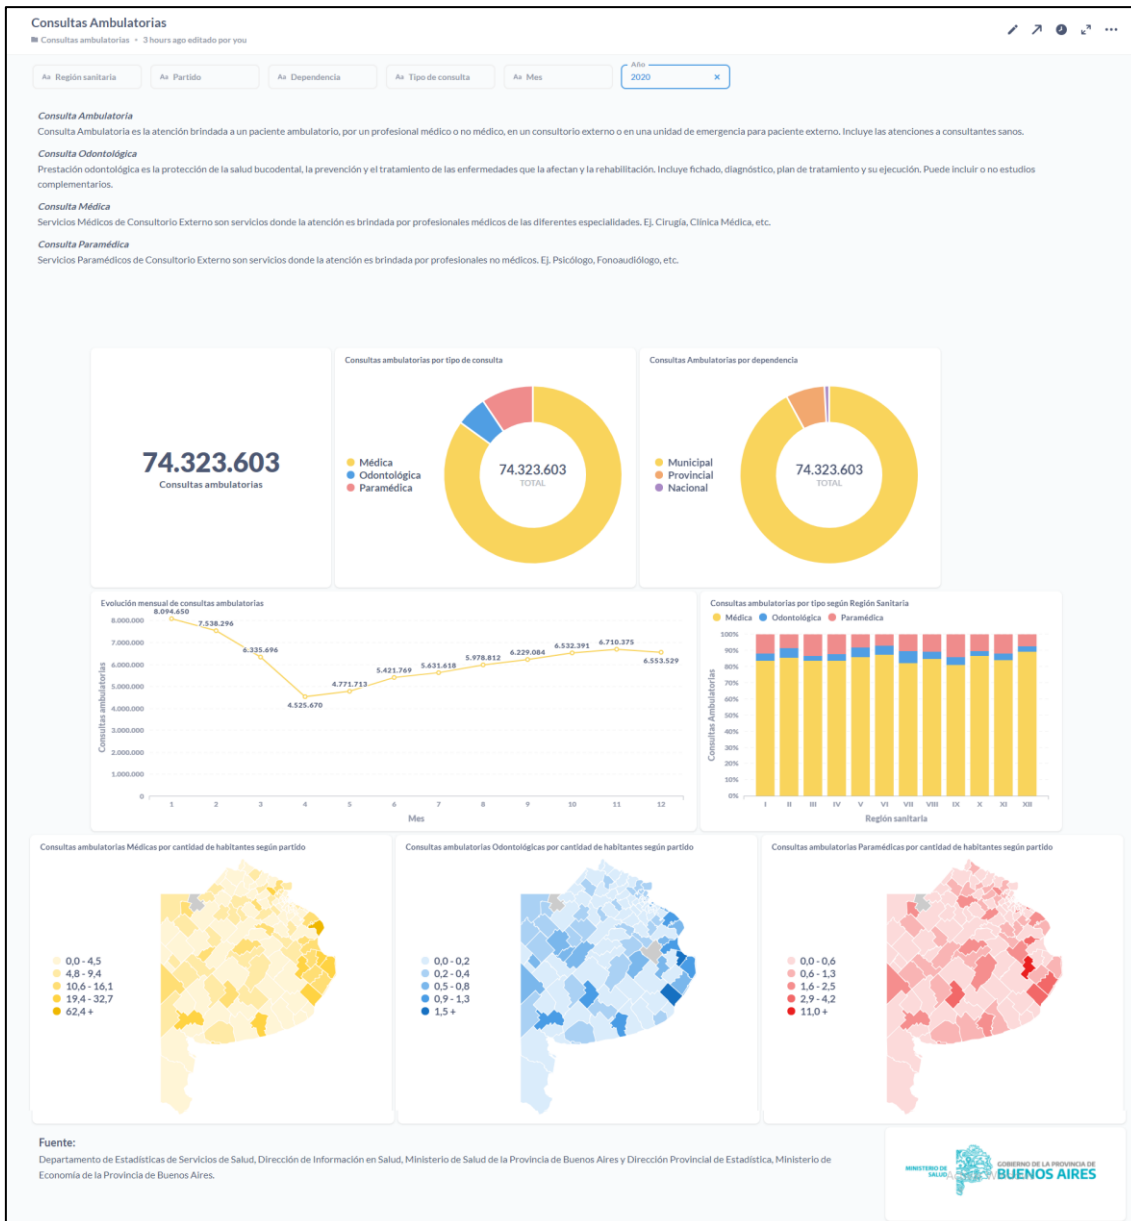 Consultas Ambulatorias
Consultas ambulatorias • 3 hours ago editado por you
Aa Región sanitaria
Aa Partido
Aa Dependencia
Aa Tipo de consulta
Aa Mes
Año
2020 ×
Consulta Ambulatoria
Consulta Ambulatoria es la atención brindada a un paciente ambulatorio, por un profesional médico o no médico, en un consultorio externo o en una unidad de emergencia para paciente externo. Incluye las atenciones a consultantes sanos.
Consulta Odontológica
Prestación odontológica es la protección de la salud bucodental, la prevención y el tratamiento de las enfermedades que la afectan y la rehabilitación. Incluye fichado, diagnóstico, plan de tratamiento y su ejecución. Puede incluir o no estudios
complementarios.
Consulta Médica
Servicios Médicos de Consultorio Externo son servicios donde la atención es brindada por profesionales médicos de las diferentes especialidades. Ej. Cirugía, Clínica Médica, etc.
Consulta Paramédica
Servicios Paramédicos de Consultorio Externo son servicios donde la atención es brindada por profesionales no médicos. Ej. Psicólogo, Fonoaudiólogo, etc.
74.323.603
Consultas ambulatorias
Consultas ambulatorias por tipo de consulta
Médica
Odontológica
Paramédica
74.323.603
TOTAL
Consultas Ambulatorias por dependencia
Municipal
Provincial
Nacional
74.323.603
TOTAL
Evolución mensual de consultas ambulatorias
Consultas ambulatorias
8.000.000
7.000.000
6.000.000
5.000.000
4.000.000
3.000.000
2.000.000
1.000.000
0
8.094.650
7.538.296
6.335.696
4.525.670
4.771.713
5.421.769
5.631.618
5.978.812
6.229.084
6.532.391
6.710.375
6.553.529
1 2 3 4 5 6 7 8 9 10 11 12
Mes
Consultas ambulatorias por tipo según Región Sanitaria
Médica Odontológica Paramédica
Consultas Ambulatorias
100%
90%
80%
70%
60%
50%
40%
30%
20%
10%
0%
I II III IV V VI VII VIII IX X XI XII
Región sanitaria
Consultas ambulatorias Médicas por cantidad de habitantes según partido
0,0 - 4,5
4,8 - 9,4
10,6 - 16,1
19,4 - 32,7
62,4 +
Consultas ambulatorias Odontológicas por cantidad de habitantes según partido
0,0 - 0,2
0,2 - 0,4
0,5 - 0,8
0,9 - 1,3
1,5 +
Consultas ambulatorias Paramédicas por cantidad de habitantes según partido
0,0 - 0,6
0,6 - 1,3
1,6 - 2,5
2,9 - 4,2
11,0 +
Fuente:
Departamento de Estadísticas de Servicios de Salud, Dirección de Información en Salud, Ministerio de Salud de la Provincia de Buenos Aires y Dirección Provincial de Estadística, Ministerio de
Economía de la Provincia de Buenos Aires.
MINISTERIO DE
SALUD
GOBIERNO DE LA PROVINCIA DE
BUENOS AIRES